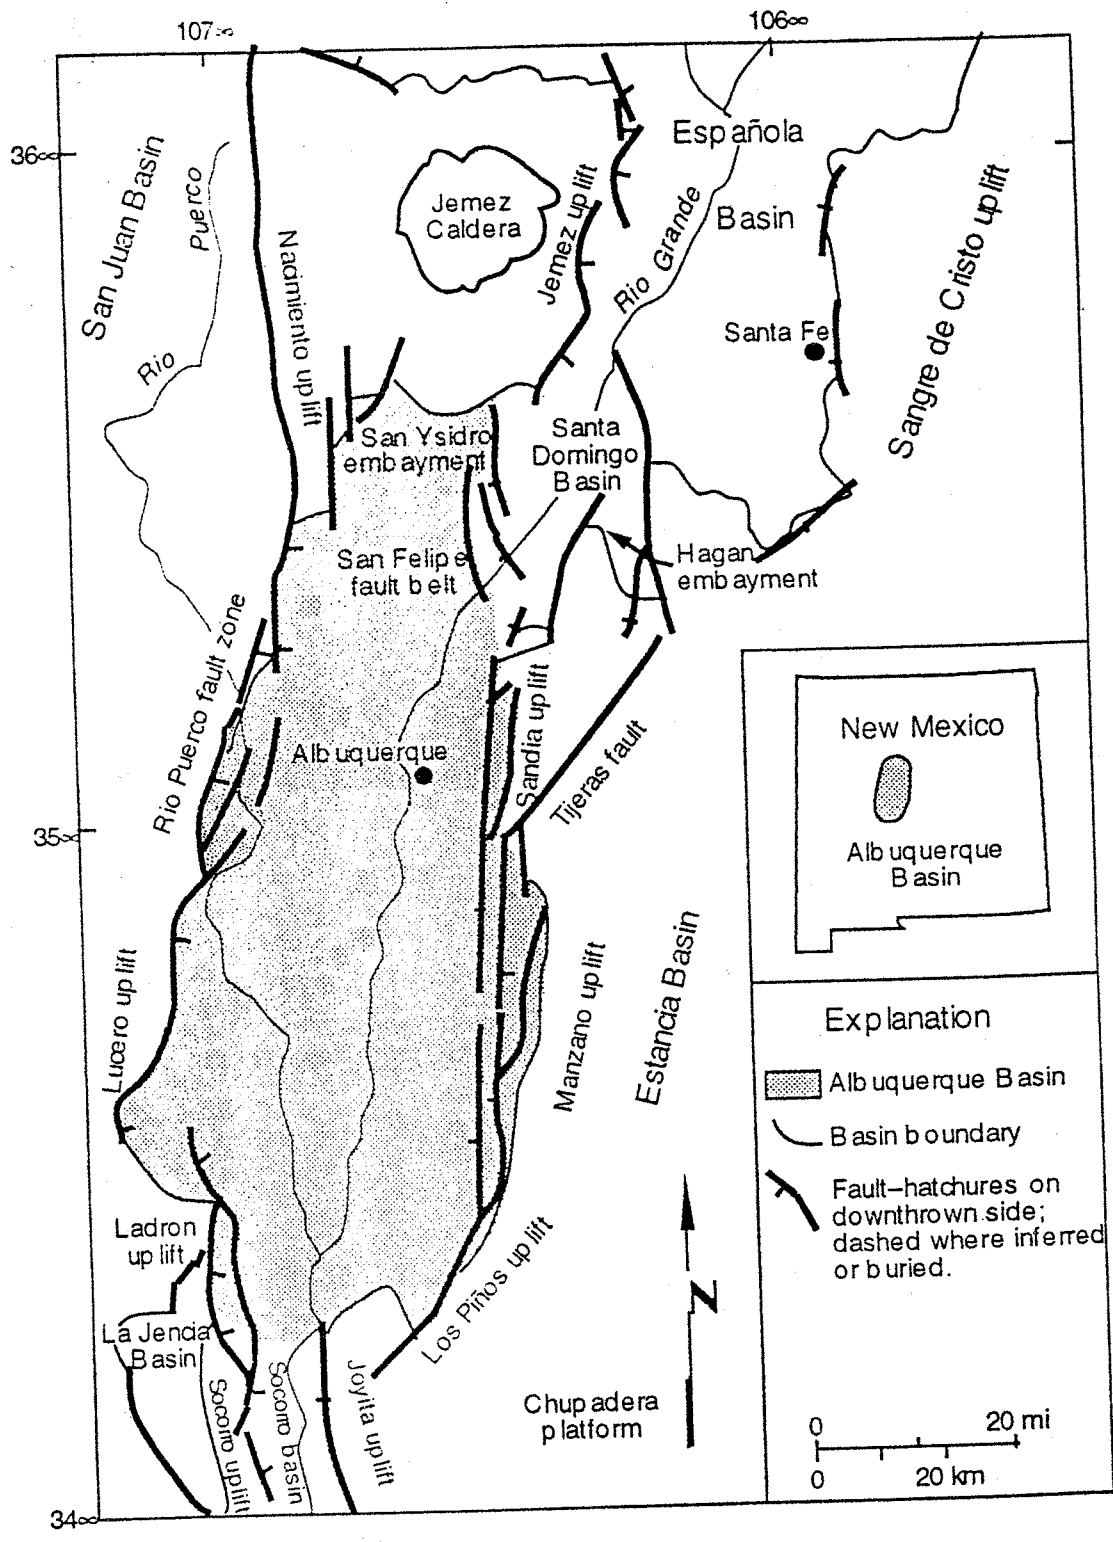 107∞
106∞
36∞
35∞
34∞
San Juan Basin
Puerco
Rio
Nacimiento uplift
Jemez
Caldera
Jemez uplift
Española
Basin
Rio Grande
Santa Fe
Sangre de Cristo uplift
San Ysidro
embayment
Santa
Domingo
Basin
San Felipe
fault belt
Hagan
embayment
Rio Puerco fault zone
Albuquerque
Sandia uplift
Tijeras fault
Lucero uplift
Manzano uplift
Estancia Basin
Ladron
uplift
La Jencia
Basin
Los Piños uplift
Socorro uplift
Socorro basin
Joyita uplift
Chupadera
platform
N
New Mexico
Albuquerque
Basin
Explanation
Albuquerque Basin
Basin boundary
Fault–hatchures on
downthrown side;
dashed where inferred
or buried.
0 20 mi
0 20 km